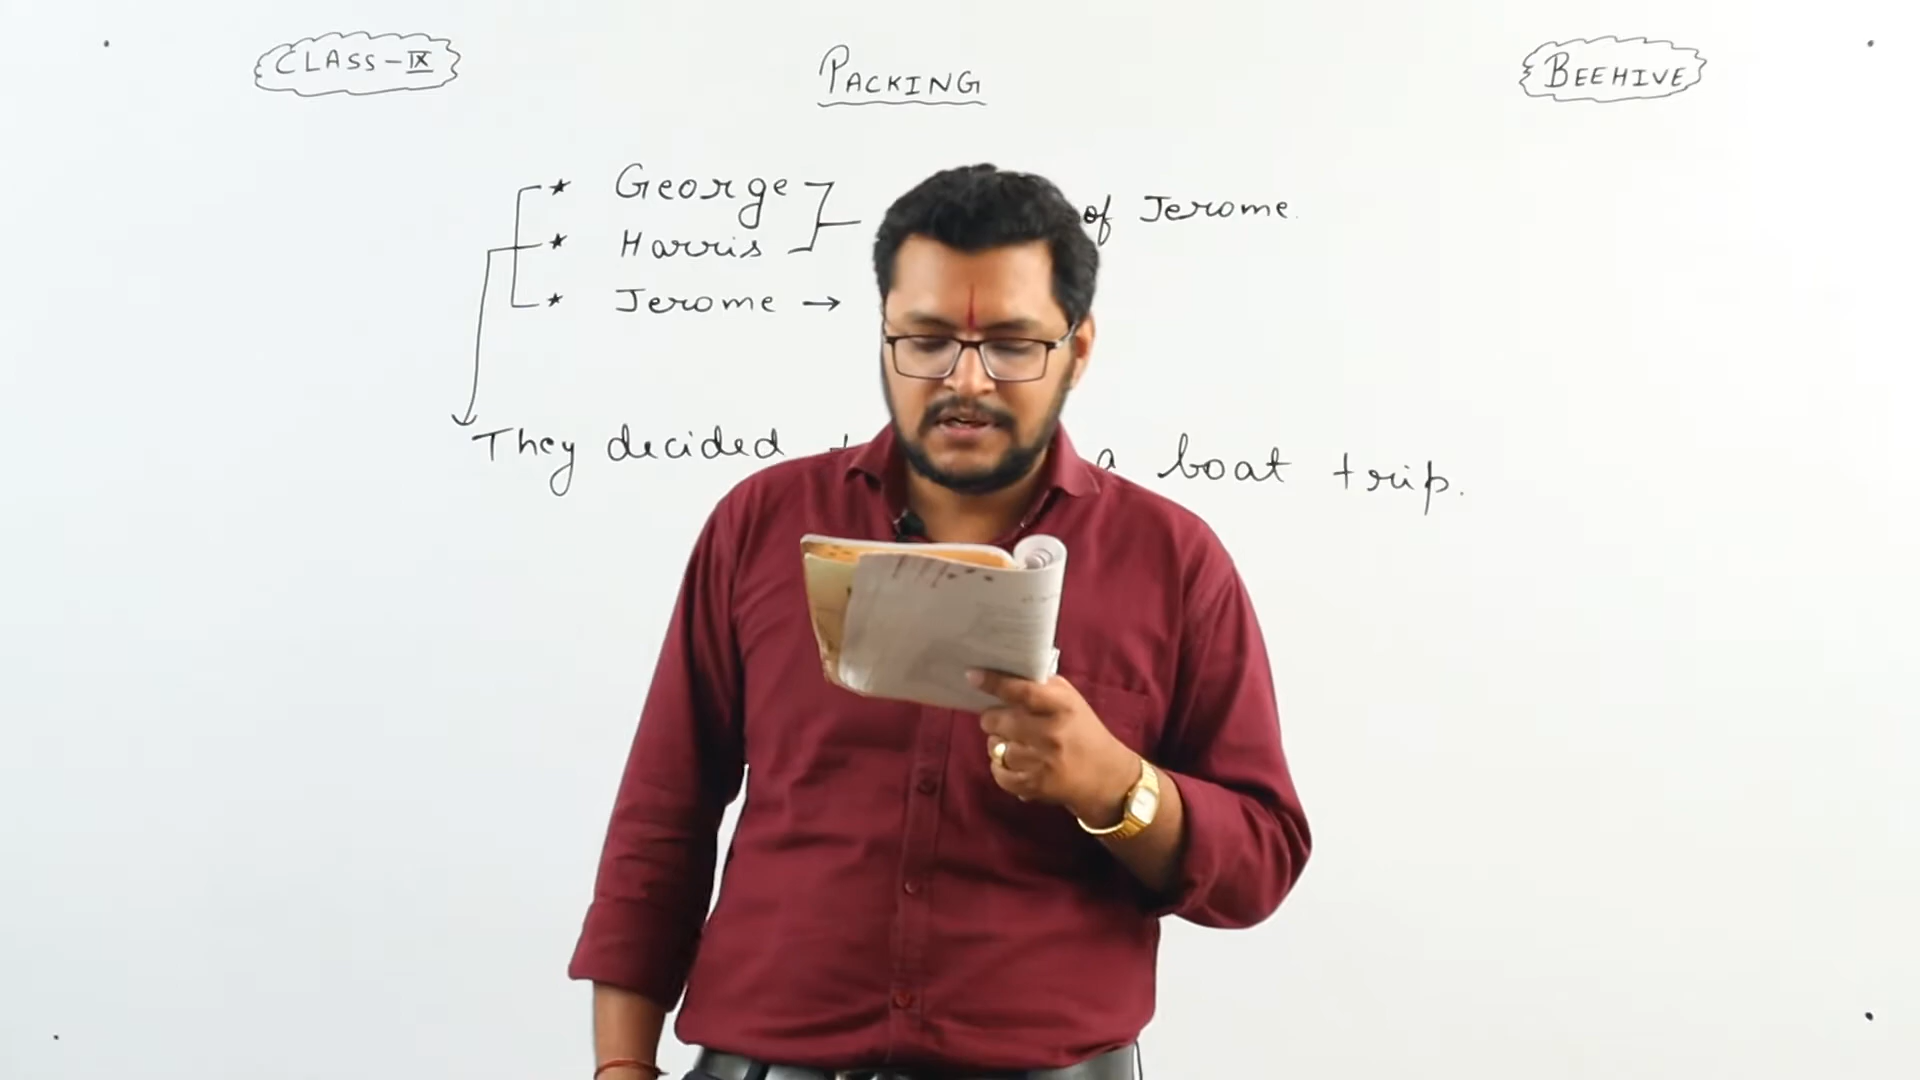 CLASS-IX
PACKING
BEEHIVE
★ George
of Jerome.
★ Harris
★ Jerome →
They decided a boat trip.